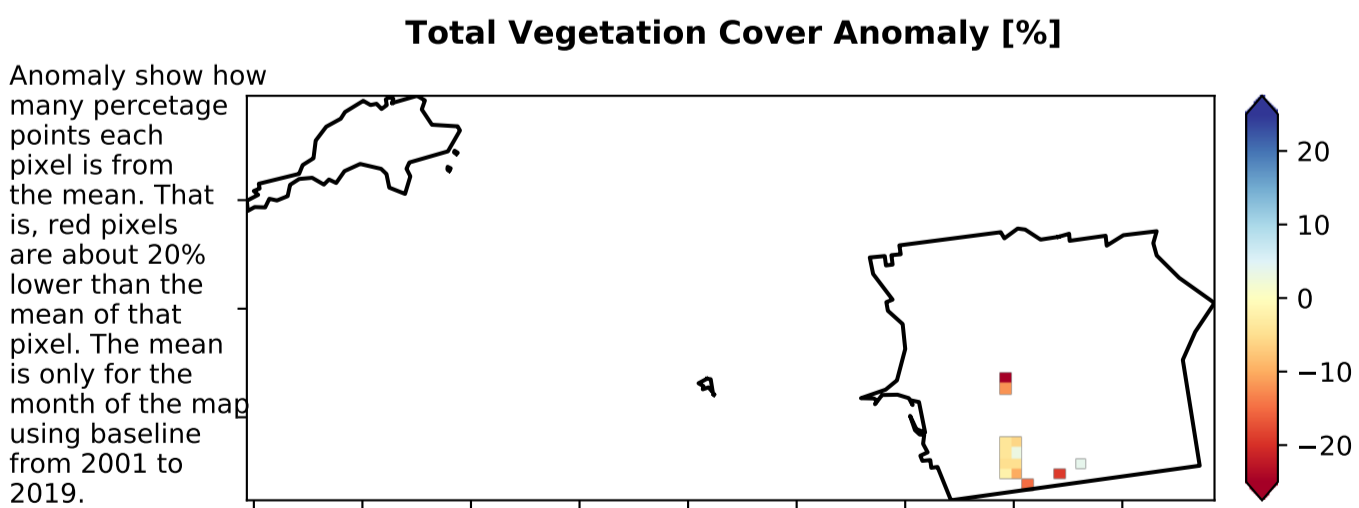 Total Vegetation Cover Anomaly [%]
Anomaly show how
many percetage
points each
pixel is from
the mean. That
is, red pixels
are about 20%
lower than the
mean of that
pixel. The mean
is only for the
month of the map
using baseline
from 2001 to
2019.
20
10
0
−10
−20